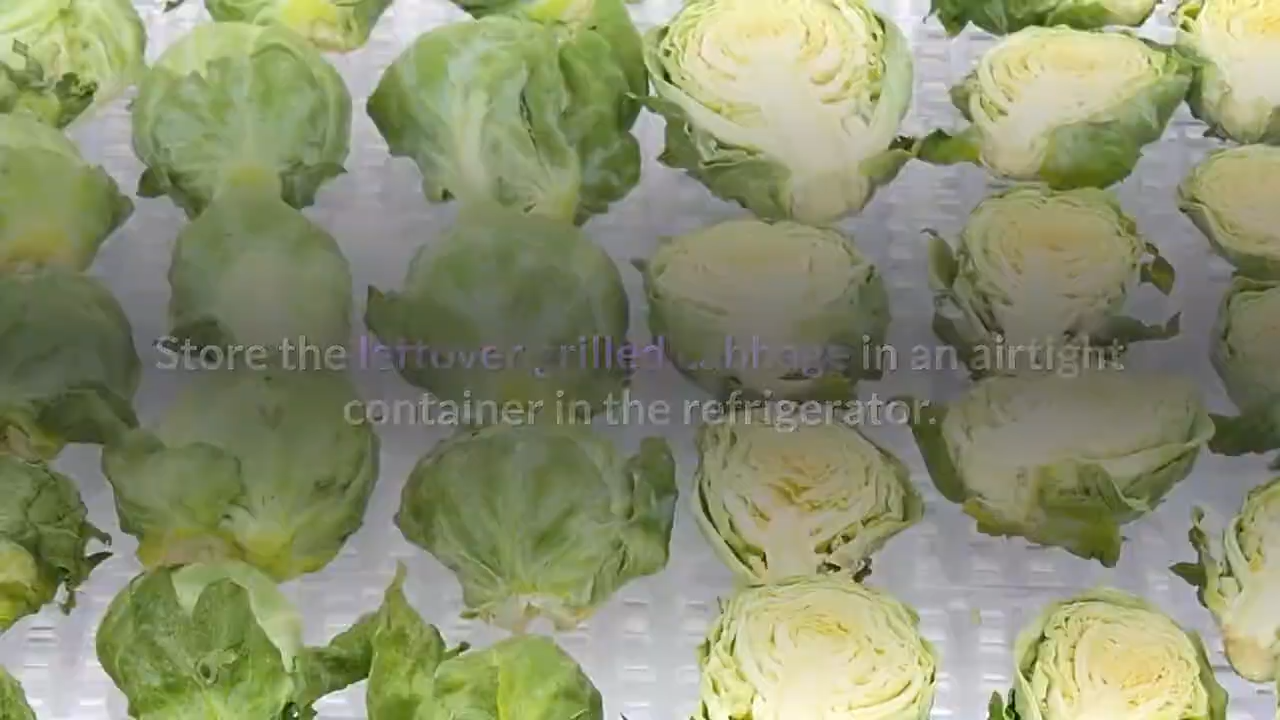 Store the leftover grilled cabbage in an airtight
container in the refrigerator.